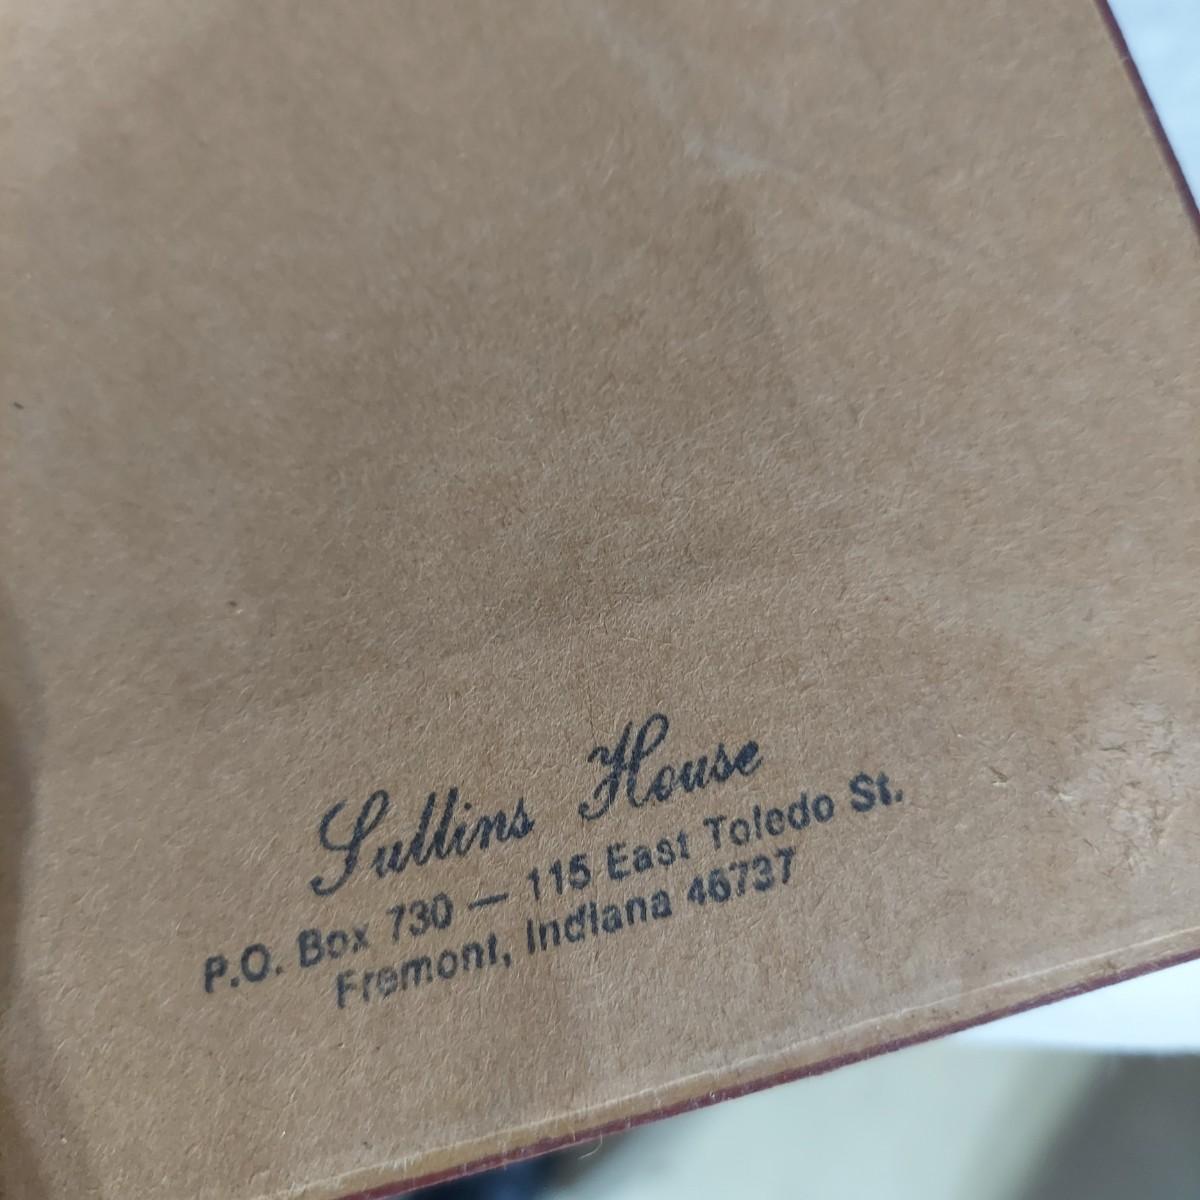 Sullins House
P.O. Box 730 — 115 East Toledo St.
Fremont, Indiana 46737